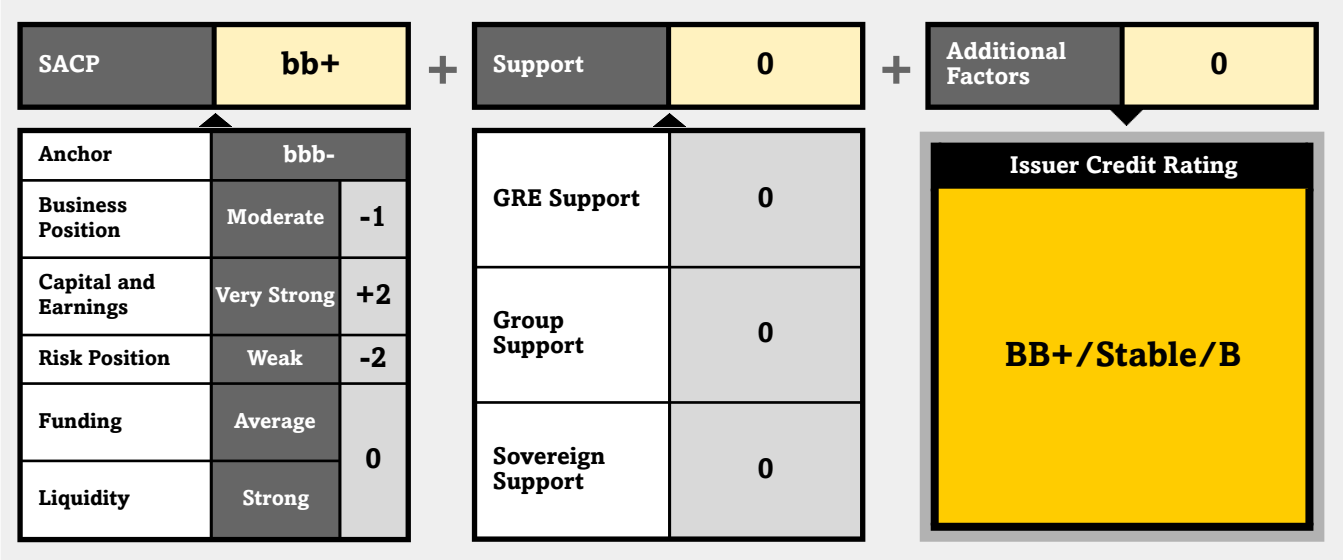 SACP
bb+
+
Support
0
+
Additional
Factors
0
Anchor
bbb-
Business
Position
Moderate
-1
Capital and
Earnings
Very Strong
+2
Risk Position
Weak
-2
Funding
Average
0
Liquidity
Strong
GRE Support
0
Group
Support
0
Sovereign
Support
0
Issuer Credit Rating
BB+/Stable/B